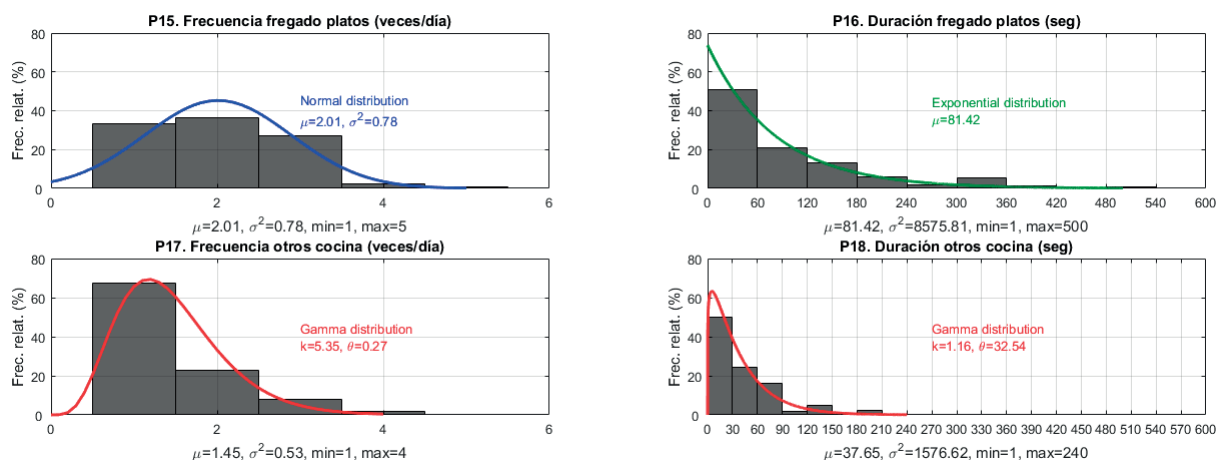 P15. Frecuencia fregado platos (veces/día)
Frec. relat. (%)
80
60
40
20
0
Normal distribution
μ=2.01, σ²=0.78
0 2 4 6
μ=2.01, σ²=0.78, min=1, max=5
P16. Duración fregado platos (seg)
Frec. relat. (%)
80
60
40
20
0
Exponential distribution
μ=81.42
0 60 120 180 240 300 360 420 480 540 600
μ=81.42, σ²=8575.81, min=1, max=500
P17. Frecuencia otros cocina (veces/día)
Frec. relat. (%)
80
60
40
20
0
Gamma distribution
k=5.35, θ=0.27
0 2 4 6
μ=1.45, σ²=0.53, min=1, max=4
P18. Duración otros cocina (seg)
Frec. relat. (%)
80
60
40
20
0
Gamma distribution
k=1.16, θ=32.54
0 30 60 90 120 150 180 210 240 270 300 330 360 390 420 450 480 510 540 570 600
μ=37.65, σ²=1576.62, min=1, max=240